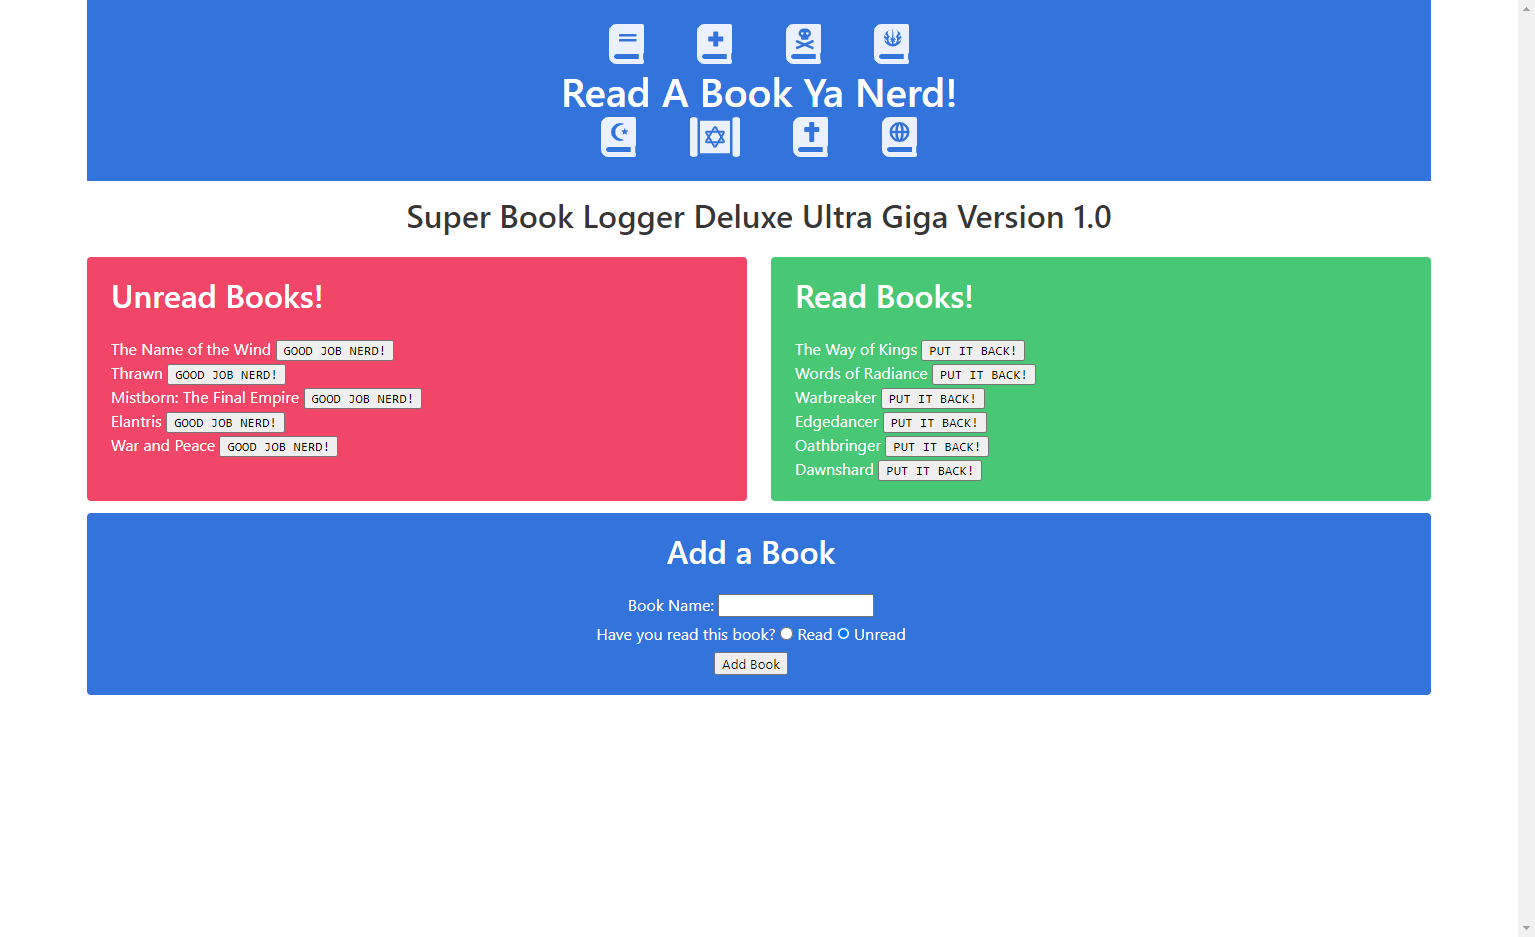 Read A Book Ya Nerd!
Super Book Logger Deluxe Ultra Giga Version 1.0
Unread Books!
The Name of the Wind GOOD JOB NERD!
Thrawn GOOD JOB NERD!
Mistborn: The Final Empire GOOD JOB NERD!
Elantris GOOD JOB NERD!
War and Peace GOOD JOB NERD!
Read Books!
The Way of Kings PUT IT BACK!
Words of Radiance PUT IT BACK!
Warbreaker PUT IT BACK!
Edgedancer PUT IT BACK!
Oathbringer PUT IT BACK!
Dawnshard PUT IT BACK!
Add a Book
Book Name:
Have you read this book? Read Unread
Add Book